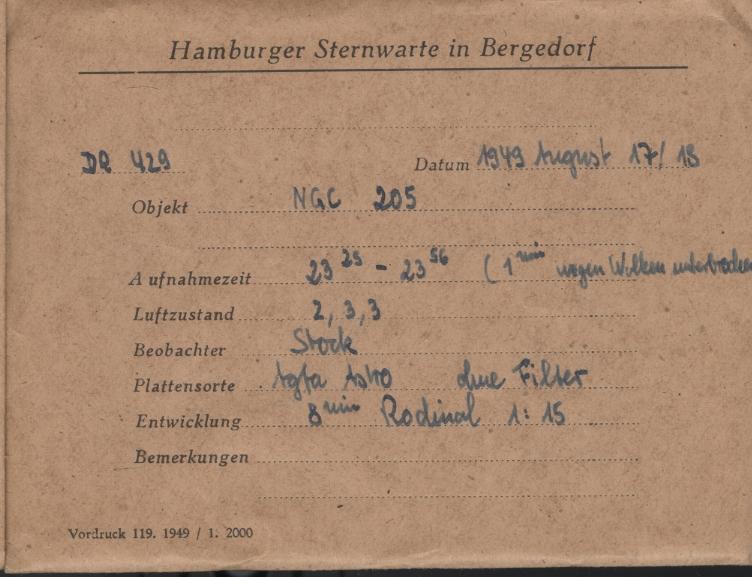 Hamburger Sternwarte in Bergedorf
DR 429 Datum 1949 August 17/18
Objekt NGC 205
Aufnahmezeit 23 25 - 23 56 (1 min wegen Wolken unterbrochen
Luftzustand 2, 3, 3
Beobachter Stock
Plattensorte Agfa Astro ohne Filter
Entwicklung 8 min Rodinal 1:15
Bemerkungen
Vordruck 119. 1949 / 1. 2000